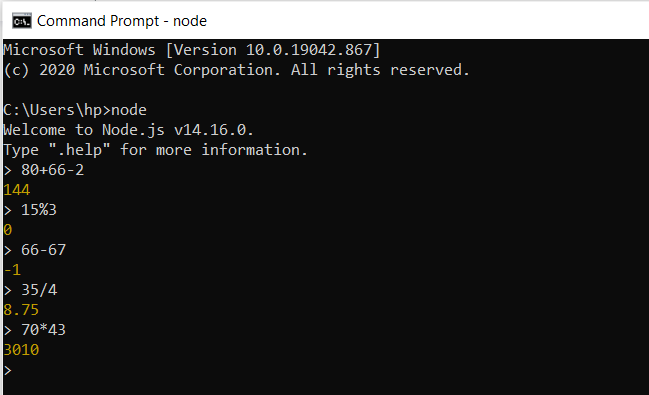 Command Prompt - node
Microsoft Windows [Version 10.0.19042.867]
(c) 2020 Microsoft Corporation. All rights reserved.
C:\Users\hp>node
Welcome to Node.js v14.16.0.
Type ".help" for more information.
> 80+66-2
144
> 15%3
0
> 66-67
-1
> 35/4
8.75
> 70*43
3010
>